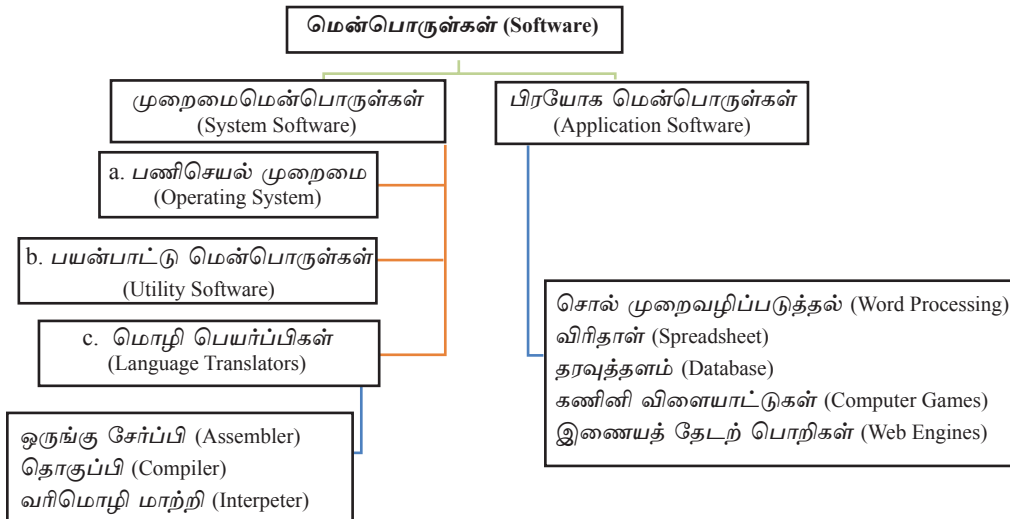 மென்பொருள்கள் (Software)
முறைமைமென்பொருள்கள்
(System Software)
பிரயோக மென்பொருள்கள்
(Application Software)
a. பணிசெயல் முறைமை
(Operating System)
b. பயன்பாட்டு மென்பொருள்கள்
(Utility Software)
c. மொழி பெயர்ப்பிகள்
(Language Translators)
ஒருங்கு சேர்ப்பி (Assembler)
தொகுப்பி (Compiler)
வரிமொழி மாற்றி (Interpeter)
சொல் முறைவழிப்படுத்தல் (Word Processing)
விரிதாள் (Spreadsheet)
தரவுத்தளம் (Database)
கணினி விளையாட்டுகள் (Computer Games)
இணையத் தேடற் பொறிகள் (Web Engines)